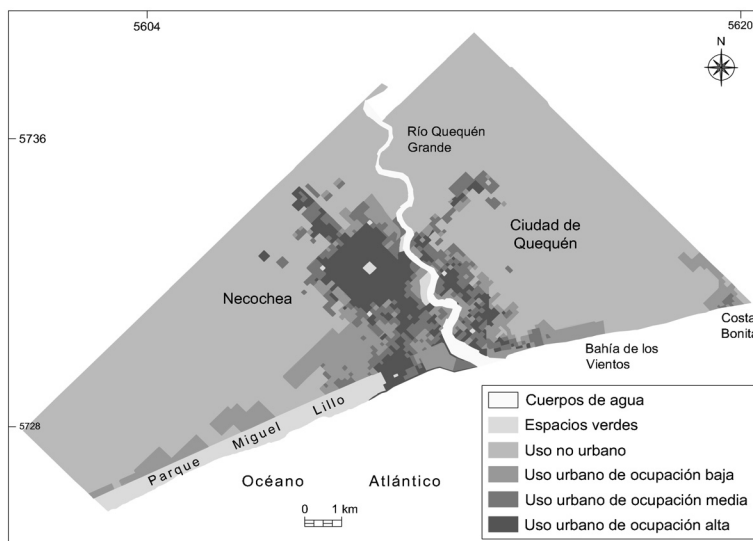 5604
5620
N
5736
Río Quequén
Grande
Ciudad de
Quequén
Necochea
Costa
Bonita
Bahía de los
Vientos
5728
Parque Miguel Lillo
Océano Atlántico
0 1 km
Cuerpos de agua
Espacios verdes
Uso no urbano
Uso urbano de ocupación baja
Uso urbano de ocupación media
Uso urbano de ocupación alta